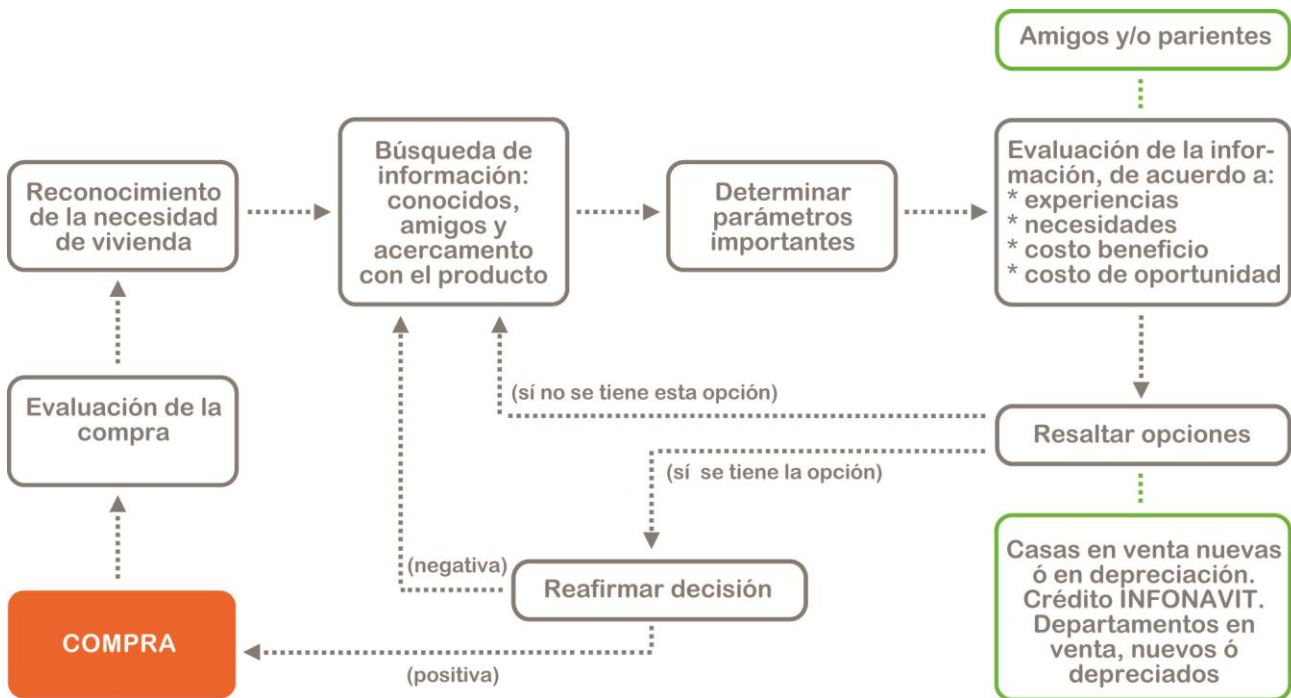 Amigos y/o parientes
Reconocimiento
de la necesidad
de vivienda
Búsqueda de
información:
conocidos,
amigos y
acercamento
con el producto
Determinar
parámetros
importantes
Evaluación de la infor-
mación, de acuerdo a:
* experiencias
* necesidades
* costo beneficio
* costo de oportunidad
(sí no se tiene esta opción)
Evaluación de la
compra
Resaltar opciones
(sí se tiene la opción)
(negativa)
Reafirmar decisión
Casas en venta nuevas
ó en depreciación.
Crédito INFONAVIT.
Departamentos en
venta, nuevos ó
depreciados
COMPRA
(positiva)